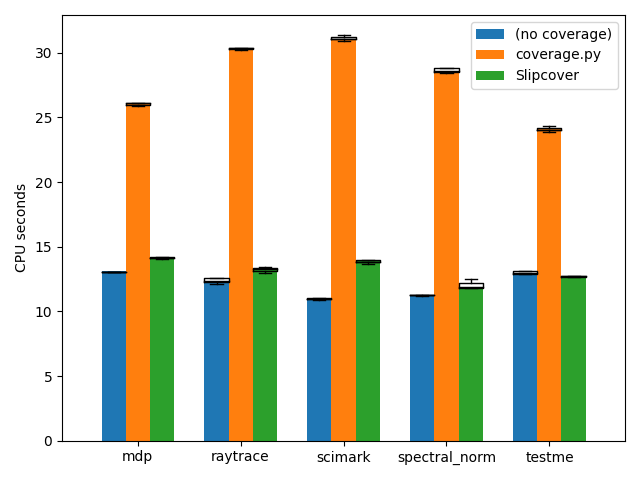 (no coverage)
coverage.py
Slipcover
CPU seconds
30
25
20
15
10
5
0
mdp
raytrace
scimark
spectral_norm
testme